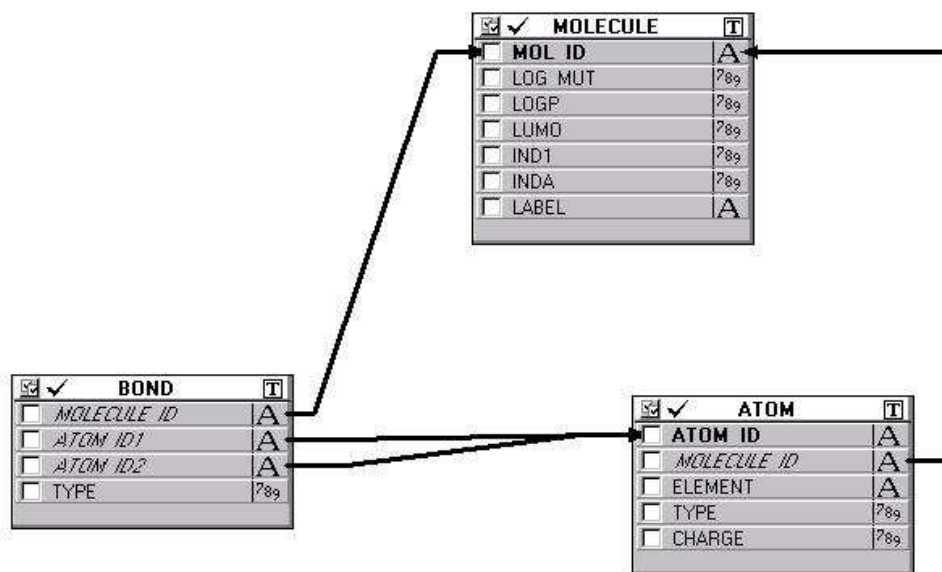 MOLECULE T
MOL ID A
LOG MUT 789
LOGP 789
LUMO 789
IND1 789
INDA 789
LABEL A
BOND T
MOLECULE ID A
ATOM ID1 A
ATOM ID2 A
TYPE 789
ATOM T
ATOM ID A
MOLECULE ID A
ELEMENT A
TYPE 789
CHARGE 789